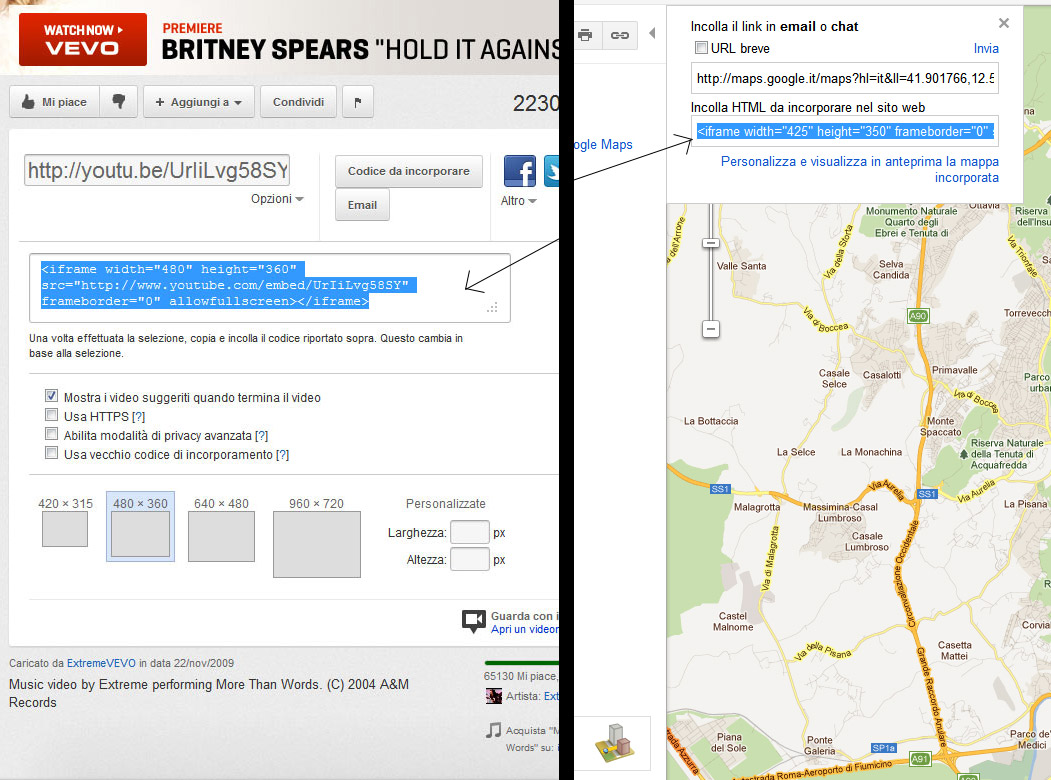 WATCH NOW
VEVO
PREMIERE
BRITNEY SPEARS "HOLD IT AGAINS
Mi piace
+ Aggiungi a
Condividi
2230
http://youtu.be/UrIiLvg58SY
Opzioni
Codice da incorporare
Email
Altro
<iframe width="480" height="360"
src="http://www.youtube.com/embed/UrIiLvg58SY"
frameborder="0" allowfullscreen></iframe>
Una volta effettuata la selezione, copia e incolla il codice riportato sopra. Questo cambia in
base alla selezione.
Mostra i video suggeriti quando termina il video
Usa HTTPS [?]
Abilita modalità di privacy avanzata [?]
Usa vecchio codice di incorporamento [?]
420 × 315
480 × 360
640 × 480
960 × 720
Personalizzate
Larghezza: px
Altezza: px
Guarda con i
Apri un videor
Caricato da ExtremeVEVO in data 22/nov/2009
Music video by Extreme performing More Than Words. (C) 2004 A&M
Records
65130 Mi piace,
Artista: Ext
Acquista "M
Words" su: i
Incolla il link in email o chat
URL breve
Invia
http://maps.google.it/maps?hl=it&ll=41.901766,12.5
Incolla HTML da incorporare nel sito web
<iframe width="425" height="350" frameborder="0" s
Personalizza e visualizza in anteprima la mappa
incorporata
ogle Maps
na
Ottavia
Monumento Naturale
Quarto degli
Ebrei e Tenuta di
Riserva
dell'Insu
dell'Arrone
Via della Storta
Via Trionfale
Valle Santa
Selva
Candida
A90
Torrevecch
Via di Boccea
Casale
Selce
Casalotti
Primavalle
Parco
urban
Via di Boccea
La Bottaccia
Monte
Spaccato
La Selce
La Monachina
Riserva Naturale
della Tenuta di
Acquafredda
SS1
Via Aurelia
SS1
Via Aurelia
Malagrotta
Massimina-Casal
Lumbroso
La Pisana
Casale
Lumbroso
Via di Malagrotta
Circonvallazione Occidentale
Castel
Malnome
Corvial
Via della Pisana
Casetta
Mattei
Grande Raccordo Anulare
Piana
del Sole
Ponte
Galeria
SP1a
A91
Parco de'
Medici
trada Azzurra
Autostrada Roma-Aeroporto di Fiumicino
A90